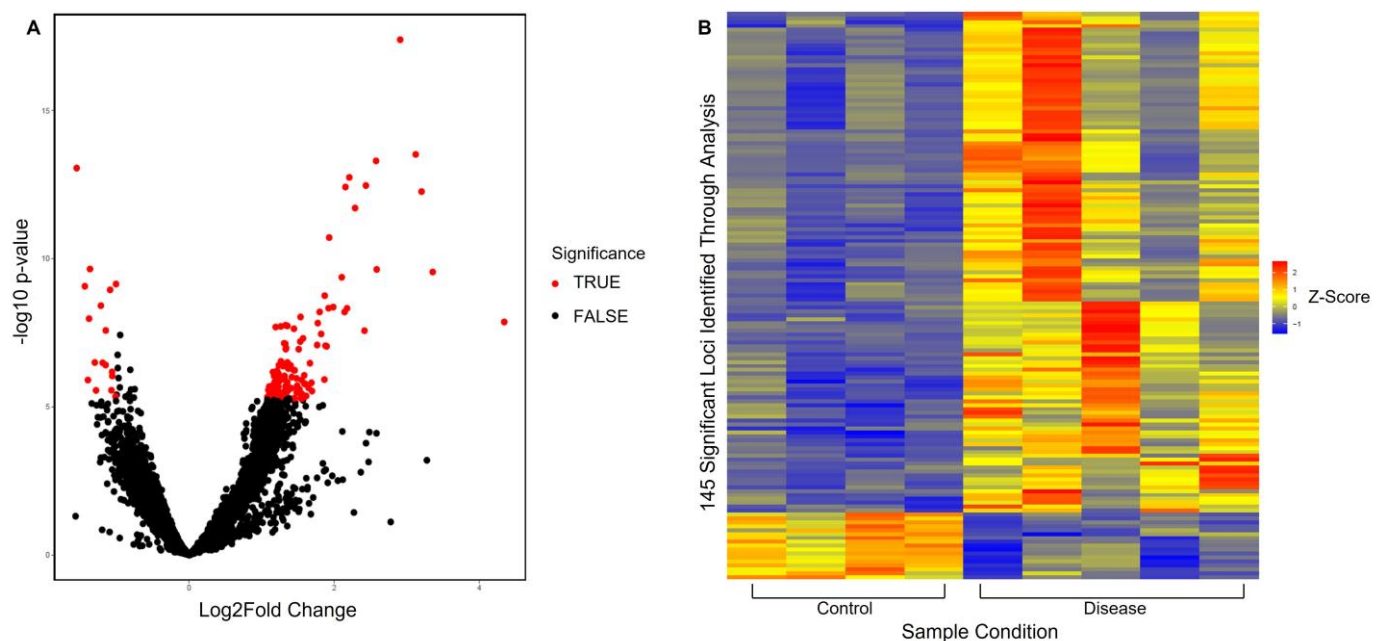 A
-log10 p-value
15
10
5
0
0
2
4
Log2Fold Change
Significance
TRUE
FALSE
B
145 Significant Loci Identified Through Analysis
Z-Score
2
1
0
−1
Control
Disease
Sample Condition